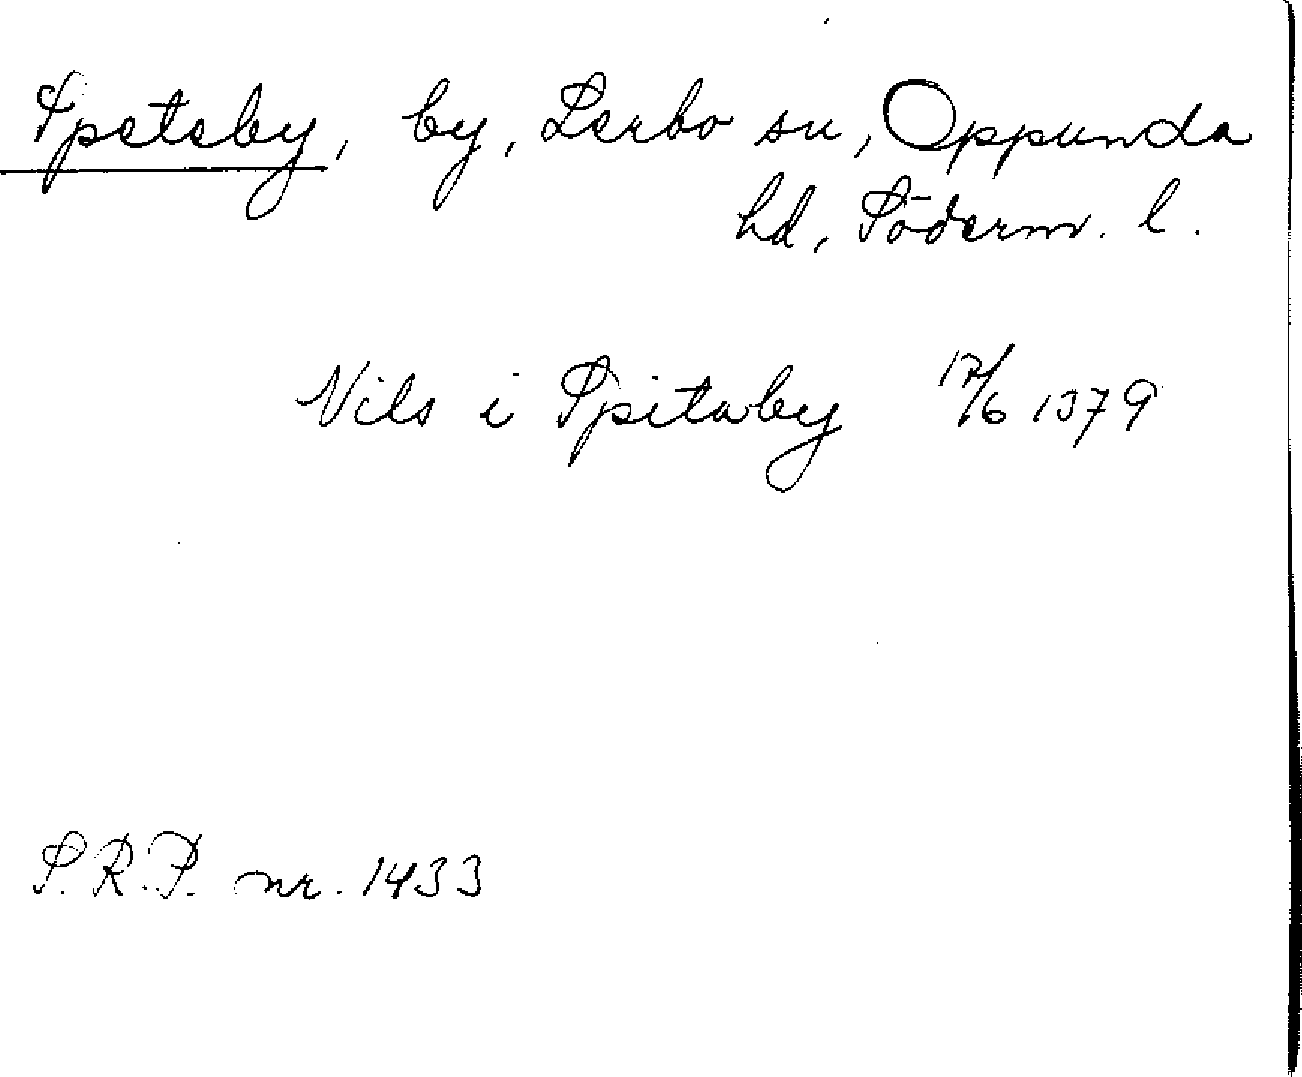 Spetsby, by, Lerbo sn, Oppunda
hd, Söderm. l.
Nils i Spitaby 17/6 1379
S.R.P. nr. 1433